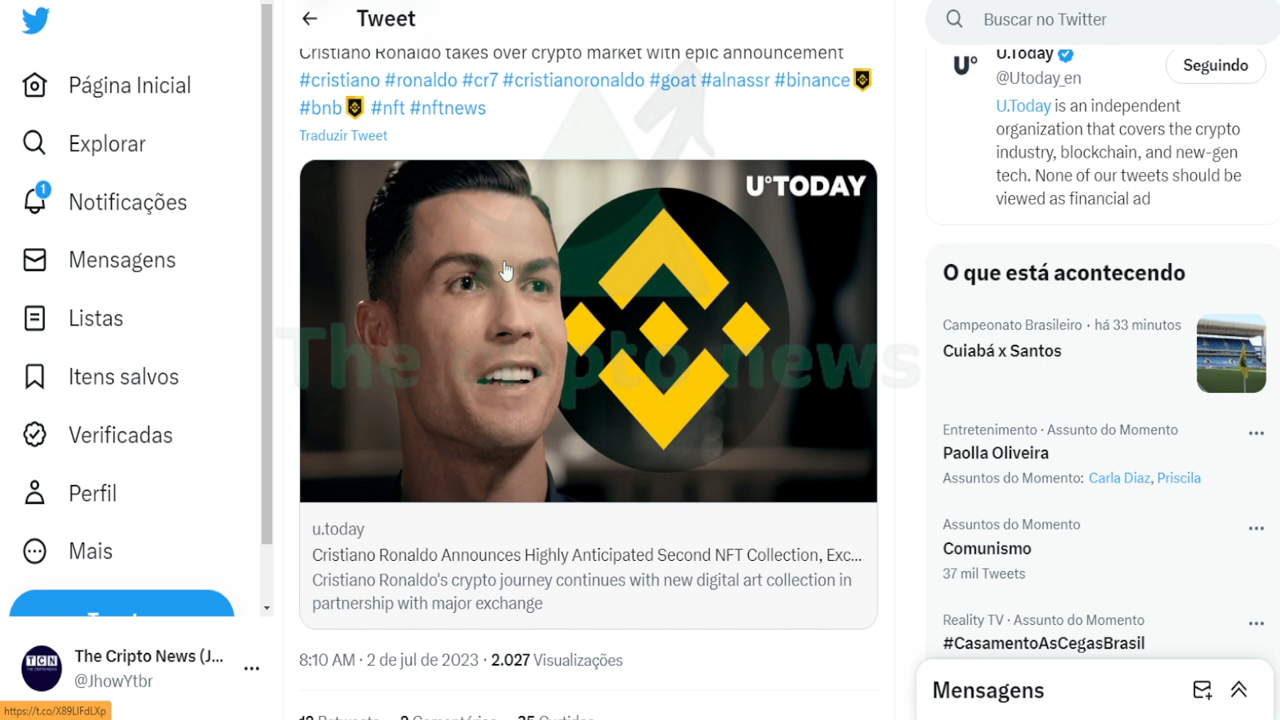 Tweet
Cristiano Ronaldo takes over crypto market with epic announcement
#cristiano #ronaldo #cr7 #cristianoronaldo #goat #alnassr #binance
#bnb #nft #nftnews
Traduzir Tweet
U°TODAY
The cripto news
u.today
Cristiano Ronaldo Announces Highly Anticipated Second NFT Collection, Exc...
Cristiano Ronaldo's crypto journey continues with new digital art collection in
partnership with major exchange
8:10 AM · 2 de jul de 2023 · 2.027 Visualizações
Página Inicial
Explorar
1
Notificações
Mensagens
Listas
Itens salvos
Verificadas
Perfil
Mais
TCN
The Cripto News (J...
@JhowYtbr
https://t.co/X89LIFdLXp
Buscar no Twitter
U°
U.Today
@Utoday_en
Seguindo
U.Today is an independent
organization that covers the crypto
industry, blockchain, and new-gen
tech. None of our tweets should be
viewed as financial ad
O que está acontecendo
Campeonato Brasileiro · há 33 minutos
Cuiabá x Santos
Entretenimento · Assunto do Momento
Paolla Oliveira
Assuntos do Momento: Carla Diaz, Priscila
Assuntos do Momento
Comunismo
37 mil Tweets
Reality TV · Assunto do Momento
#CasamentoAsCegasBrasil
Mensagens